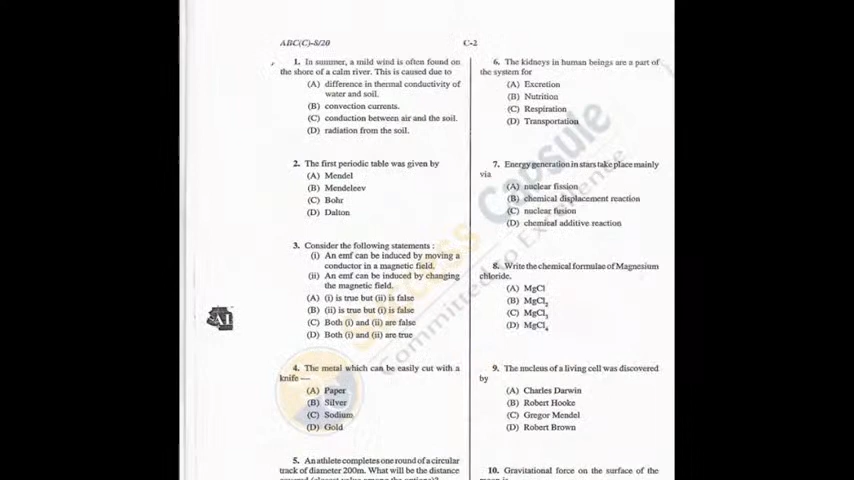 ABC(C)-8/20
C-2
1. In summer, a mild wind is often found on
the shore of a calm river. This is caused due to
(A) difference in thermal conductivity of
water and soil.
(B) convection currents.
(C) conduction between air and the soil.
(D) radiation from the soil.
2. The first periodic table was given by
(A) Mendel
(B) Mendeleev
(C) Bohr
(D) Dalton
3. Consider the following statements :
(i) An emf can be induced by moving a
conductor in a magnetic field.
(ii) An emf can be induced by changing
the magnetic field.
(A) (i) is true but (ii) is false
(B) (ii) is true but (i) is false
(C) Both (i) and (ii) are false
(D) Both (i) and (ii) are true
4. The metal which can be easily cut with a
knife —
(A) Paper
(B) Silver
(C) Sodium
(D) Gold
5. An athlete completes one round of a circular
track of diameter 200m. What will be the distance
6. The kidneys in human beings are a part of
the system for
(A) Excretion
(B) Nutrition
(C) Respiration
(D) Transportation
7. Energy generation in stars take place mainly
via
(A) nuclear fission
(B) chemical displacement reaction
(C) nuclear fusion
(D) chemical additive reaction
8. Write the chemical formulae of Magnesium
chloride.
(A) MgCl
(B) MgCl₂
(C) MgCl₃
(D) MgCl₄
9. The nucleus of a living cell was discovered
by
(A) Charles Darwin
(B) Robert Hooke
(C) Gregor Mendel
(D) Robert Brown
10. Gravitational force on the surface of the
Success Capsule
Committed to Excellence
AI